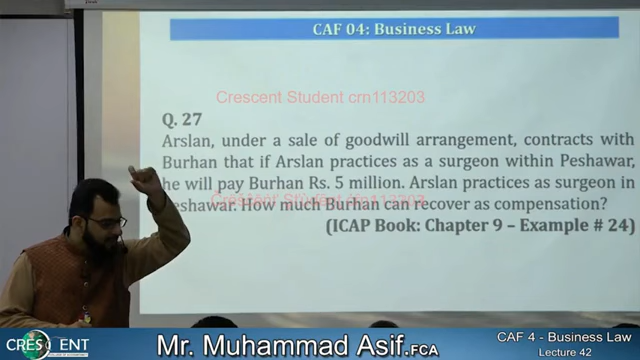 CAF 04: Business Law
Crescent Student crn113203
Q. 27
Arslan, under a sale of goodwill arrangement, contracts with
Burhan that if Arslan practices as a surgeon within Peshawar,
he will pay Burhan Rs. 5 million. Arslan practices as surgeon in
Peshawar. How much Burhan can recover as compensation?
Crescent Student crn113203
(ICAP Book: Chapter 9 – Example # 24)
CRESCENT
Mr. Muhammad Asif.FCA
CAF 4 - Business Law
Lecture 42